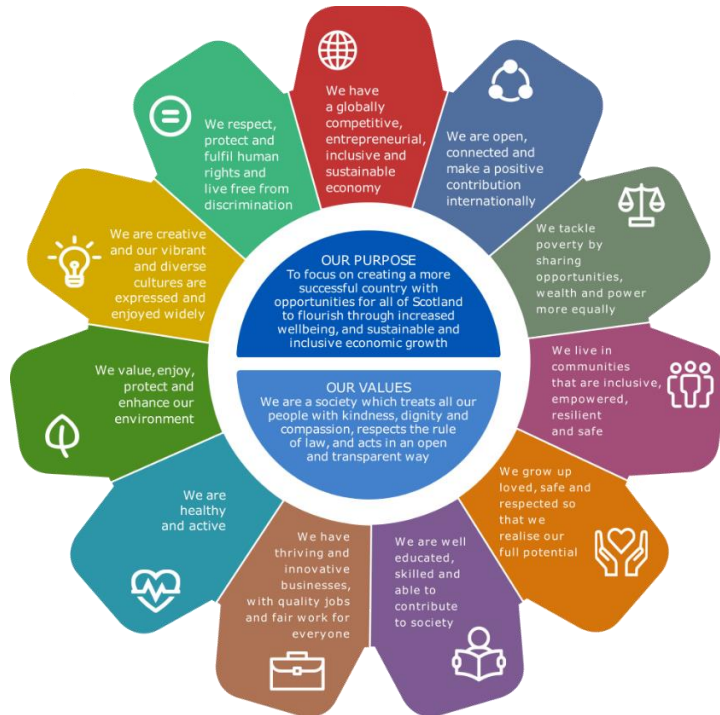 We have
a globally
competitive,
entrepreneurial,
inclusive and
sustainable
economy
We are open,
connected and
make a positive
contribution
internationally
We tackle
poverty by
sharing
opportunities,
wealth and power
more equally
We live in
communities
that are inclusive,
empowered,
resilient
and safe
We grow up
loved, safe and
respected so
that we
realise our
full potential
We are well
educated,
skilled and
able to
contribute
to society
We have
thriving and
innovative
businesses,
with quality jobs
and fair work for
everyone
We are
healthy
and active
We value, enjoy,
protect and
enhance our
environment
We are creative
and our vibrant
and diverse
cultures are
expressed and
enjoyed widely
We respect,
protect and
fulfil human
rights and
live free from
discrimination
OUR PURPOSE
To focus on creating a more
successful country with
opportunities for all of Scotland
to flourish through increased
wellbeing, and sustainable and
inclusive economic growth
OUR VALUES
We are a society which treats all our
people with kindness, dignity and
compassion, respects the rule
of law, and acts in an open
and transparent way